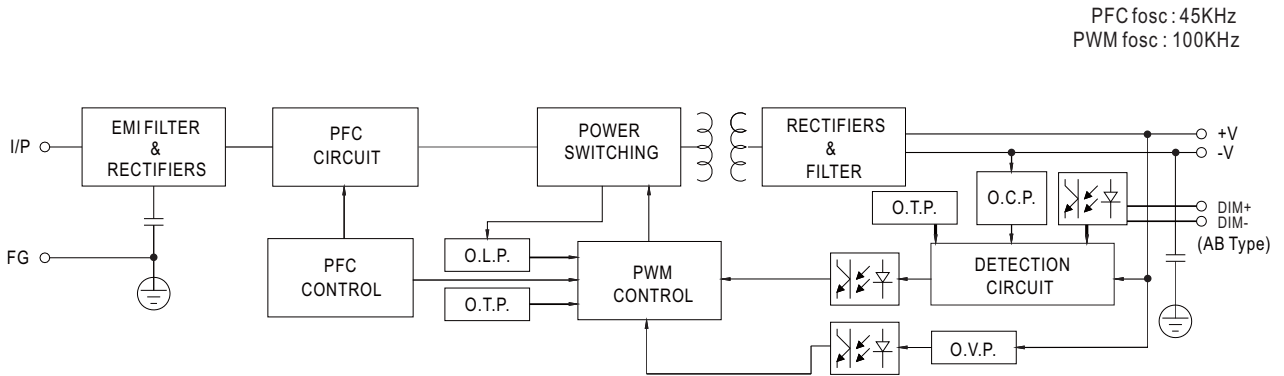 PFC fosc : 45KHz
PWM fosc : 100KHz
I/P
EMI FILTER
&
RECTIFIERS
PFC
CIRCUIT
POWER
SWITCHING
RECTIFIERS
&
FILTER
+V
-V
O.T.P.
O.C.P.
DIM+
DIM-
(AB Type)
FG
PFC
CONTROL
O.L.P.
O.T.P.
PWM
CONTROL
DETECTION
CIRCUIT
O.V.P.